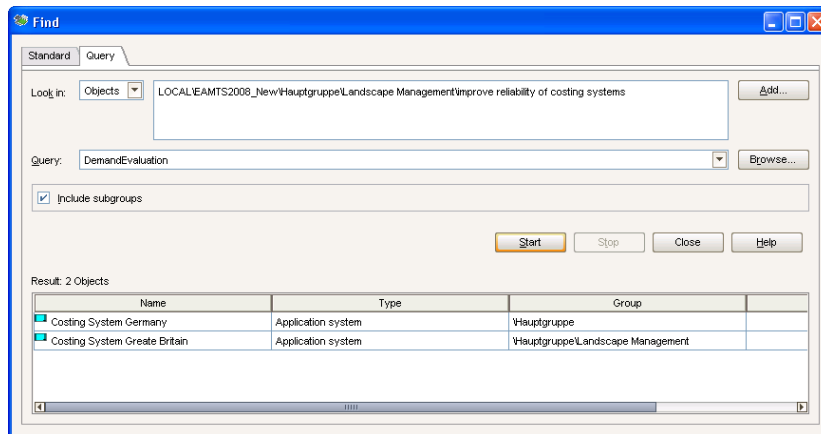 Find
Standard Query
Look in: Objects LOCAL\EAMTS2008_New\Hauptgruppe\Landscape Management\improve reliability of costing systems Add...
Query: DemandEvaluation Browse...
Include subgroups
Start Stop Close Help
Result: 2 Objects
Name Type Group
Costing System Germany Application system \Hauptgruppe
Costing System Greate Britain Application system \Hauptgruppe\Landscape Management